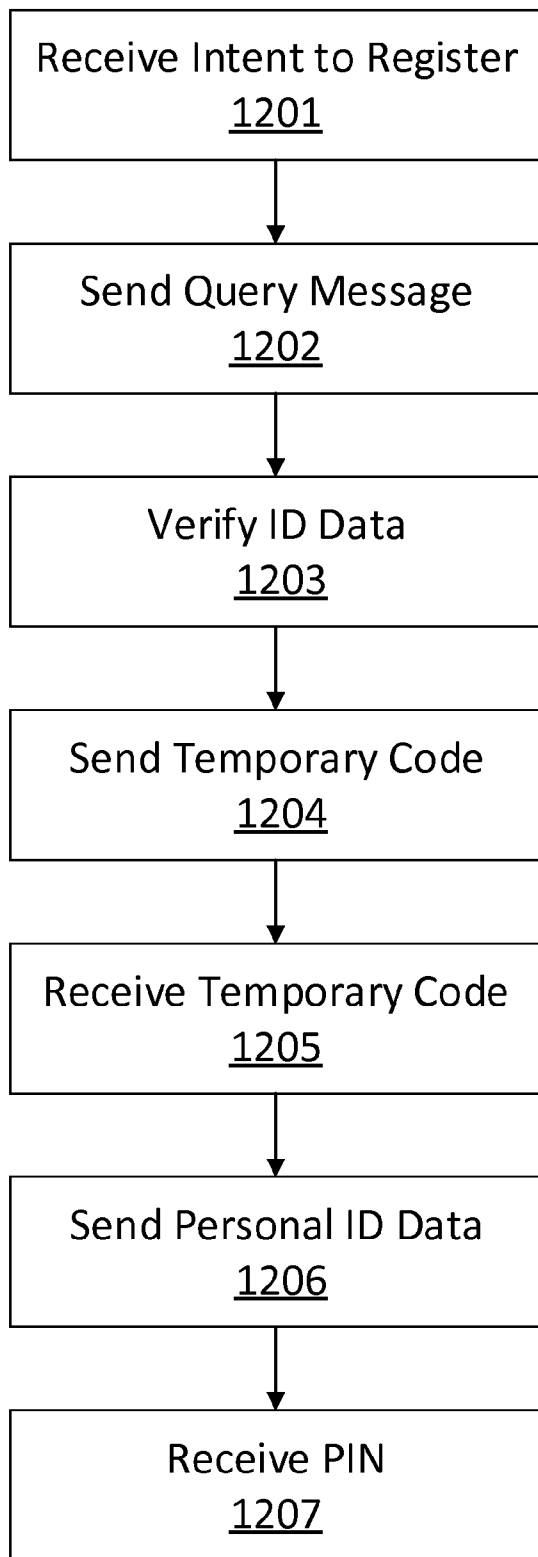 Receive Intent to Register
1201
Send Query Message
1202
Verify ID Data
1203
Send Temporary Code
1204
Receive Temporary Code
1205
Send Personal ID Data
1206
Receive PIN
1207